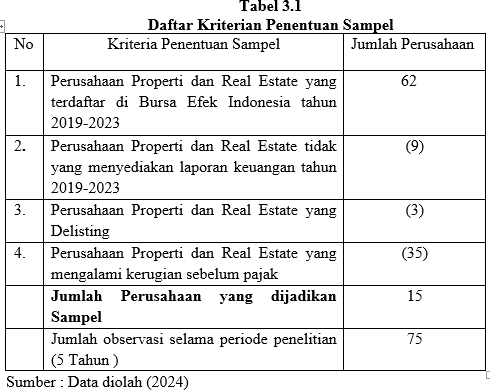 Tabel 3.1
Daftar Kriterian Penentuan Sampel
No Kriteria Penentuan Sampel Jumlah Perusahaan
1. Perusahaan Properti dan Real Estate yang 62
terdaftar di Bursa Efek Indonesia tahun
2019-2023
2. Perusahaan Properti dan Real Estate tidak (9)
yang menyediakan laporan keuangan tahun
2019-2023
3. Perusahaan Properti dan Real Estate yang (3)
Delisting
4. Perusahaan Properti dan Real Estate yang (35)
mengalami kerugian sebelum pajak
Jumlah Perusahaan yang dijadikan 15
Sampel
Jumlah observasi selama periode penelitian 75
(5 Tahun )
Sumber : Data diolah (2024)